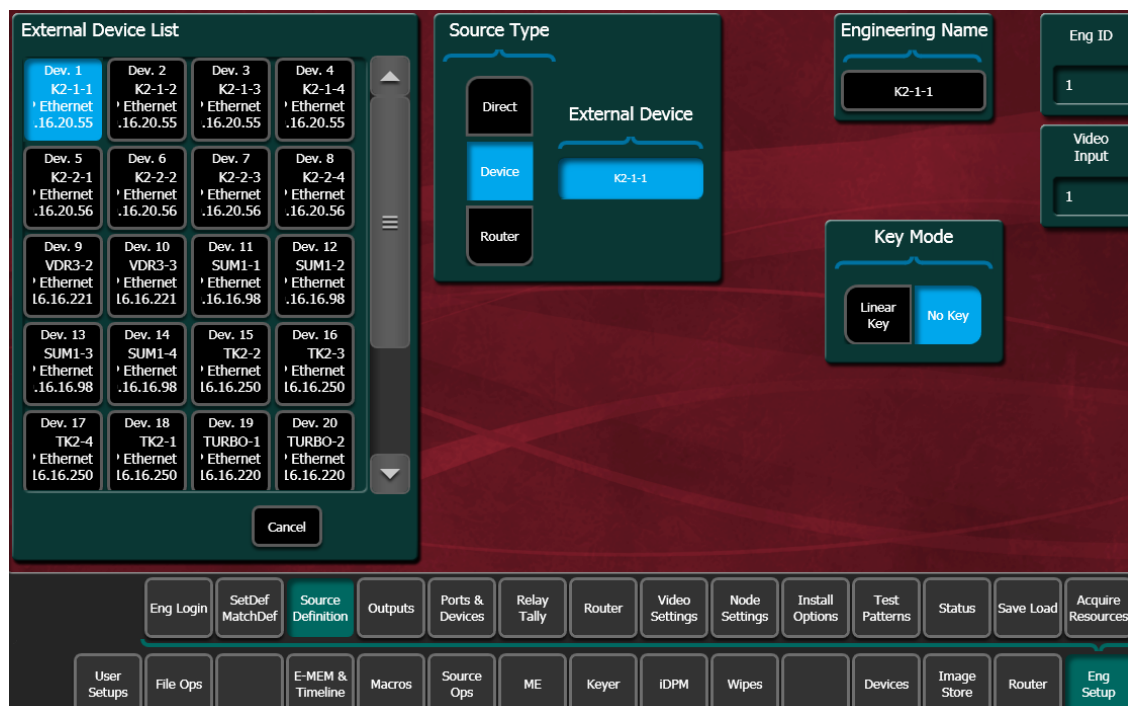 External Device List
Dev. 1
K2-1-1
Ethernet
.16.20.55
Dev. 2
K2-1-2
Ethernet
.16.20.55
Dev. 3
K2-1-3
Ethernet
.16.20.55
Dev. 4
K2-1-4
Ethernet
.16.20.55
Dev. 5
K2-2-1
Ethernet
.16.20.56
Dev. 6
K2-2-2
Ethernet
.16.20.56
Dev. 7
K2-2-3
Ethernet
.16.20.56
Dev. 8
K2-2-4
Ethernet
.16.20.56
Dev. 9
VDR3-2
Ethernet
16.16.221
Dev. 10
VDR3-3
Ethernet
16.16.221
Dev. 11
SUM1-1
Ethernet
.16.16.98
Dev. 12
SUM1-2
Ethernet
.16.16.98
Dev. 13
SUM1-3
Ethernet
.16.16.98
Dev. 14
SUM1-4
Ethernet
.16.16.98
Dev. 15
TK2-2
Ethernet
16.16.250
Dev. 16
TK2-3
Ethernet
16.16.250
Dev. 17
TK2-4
Ethernet
16.16.250
Dev. 18
TK2-1
Ethernet
16.16.250
Dev. 19
TURBO-1
Ethernet
16.16.220
Dev. 20
TURBO-2
Ethernet
16.16.220
Cancel
Source Type
Direct
Device
Router
External Device
K2-1-1
Engineering Name
K2-1-1
Eng ID
1
Video
Input
1
Key Mode
Linear
Key
No Key
Eng Login
SetDef
MatchDef
Source
Definition
Outputs
Ports &
Devices
Relay
Tally
Router
Video
Settings
Node
Settings
Install
Options
Test
Patterns
Status
Save Load
Acquire
Resources
User
Setups
File Ops
E-MEM &
Timeline
Macros
Source
Ops
ME
Keyer
iDPM
Wipes
Devices
Image
Store
Router
Eng
Setup